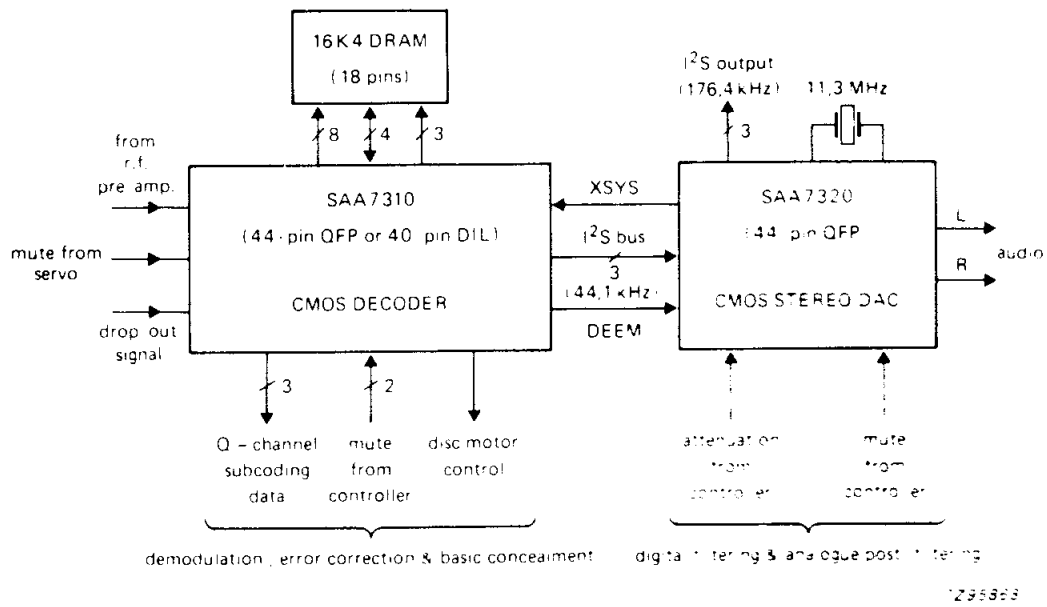 16K4 DRAM
(18 pins)
8
4
3
I²S output
(176,4 kHz)
3
11,3 MHz
from
r.f.
pre amp.
mute from
servo
drop out
signal
SAA7310
(44-pin QFP or 40 pin DIL)
CMOS DECODER
XSYS
I²S bus
3
(44,1 kHz)
DEEM
SAA7320
(44 pin QFP
CMOS STEREO DAC
L
R
audio
3
Q – channel
subcoding
data
2
mute
from
controller
disc motor
control
attenuation
from
controller
mute
from
controller
demodulation, error correction & basic concealment
digital filtering & analogue post filtering